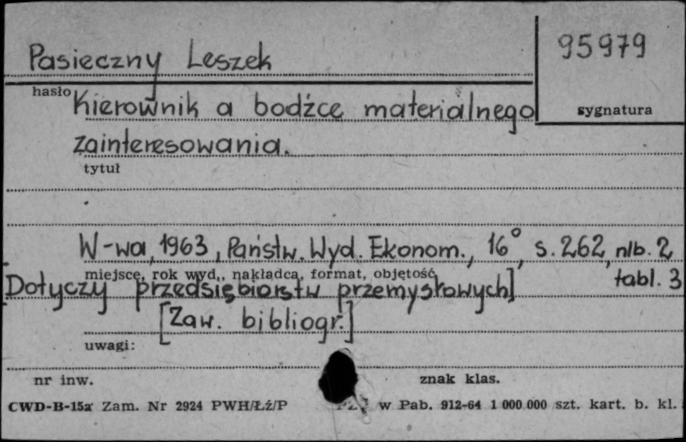 Pasieczny Leszek
95979
hasło
Kierownik a bodźce materialnego
sygnatura
zainteresowania.
tytuł
W-wa, 1963, Państw. Wyd. Ekonom., 16°, s. 262, nlb. 2,
miejsce, rok wyd., nakładca, format, objętość
tabl. 3
[Dotyczy przedsiębiorstw przemysłowych]
[Zaw. bibliogr.]
uwagi:
nr inw.
znak klas.
CWD-B-15a Zam. Nr 2924 PWH/Łź/P w Pab. 912-64 1 000 000 szt. kart. b. kl.